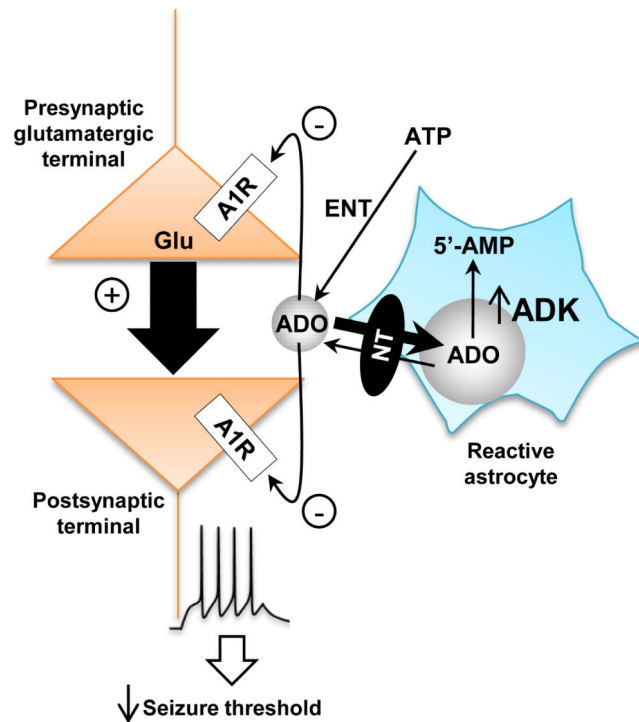 Presynaptic
glutamatergic
terminal
-
ATP
A1R
ENT
Glu
5'-AMP
+
↑ADK
ADO
NT
ADO
A1R
Reactive
astrocyte
Postsynaptic
terminal
-
↓ Seizure threshold